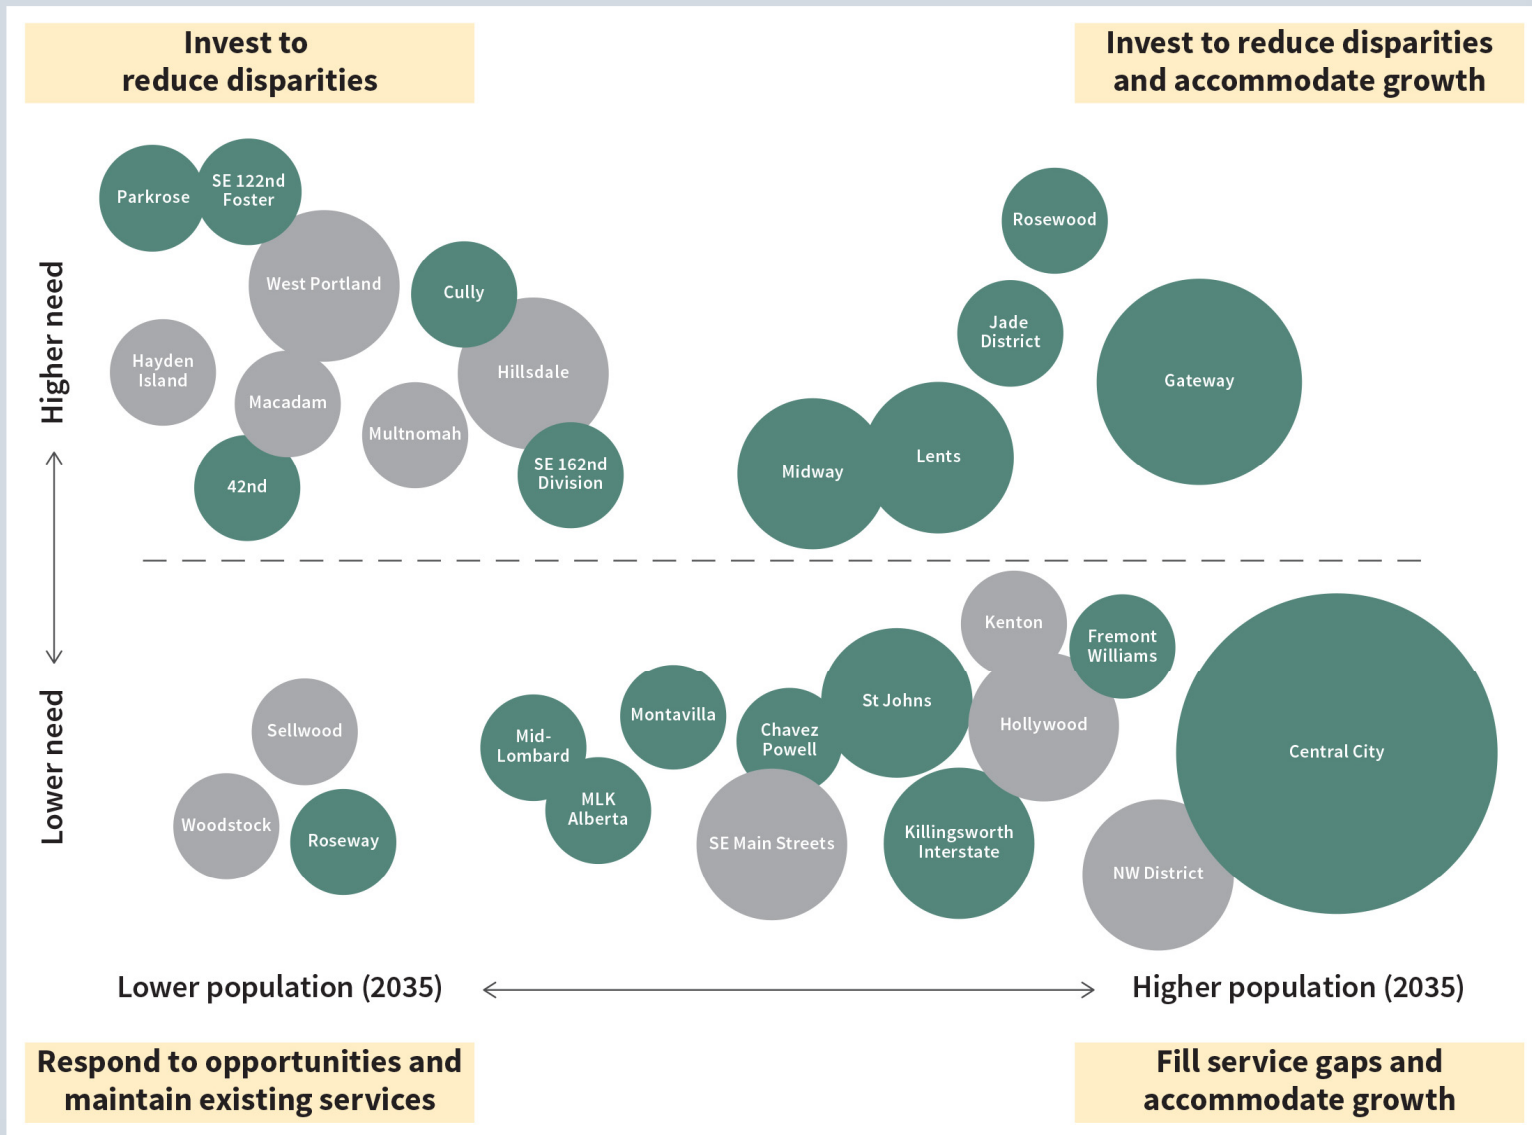 Invest to
reduce disparities
Invest to reduce disparities
and accommodate growth
Higher need
Lower need
Parkrose
SE 122nd
Foster
West Portland
Cully
Hayden
Island
Macadam
Hillsdale
Multnomah
42nd
SE 162nd
Division
Rosewood
Jade
District
Gateway
Midway
Lents
Kenton
Fremont
Williams
Sellwood
Montavilla
St Johns
Hollywood
Central City
Mid-
Lombard
Chavez
Powell
MLK
Alberta
Woodstock
Roseway
SE Main Streets
Killingsworth
Interstate
NW District
Lower population (2035)
Higher population (2035)
Respond to opportunities and
maintain existing services
Fill service gaps and
accommodate growth